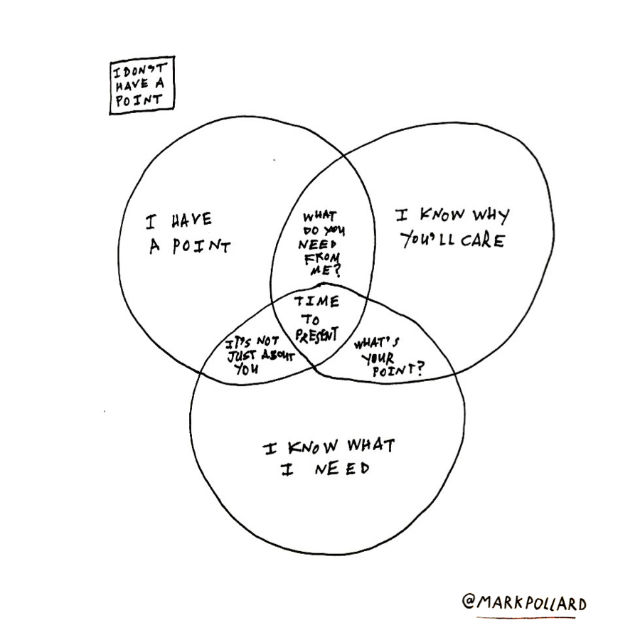 I DON'T
HAVE A
POINT
I HAVE
A POINT
WHAT
DO YOU
NEED
FROM
ME?
I KNOW WHY
YOU'LL CARE
TIME
TO
PRESENT
IT'S NOT
JUST ABOUT
YOU
WHAT'S
YOUR
POINT?
I KNOW WHAT
I NEED
@MARKPOLLARD